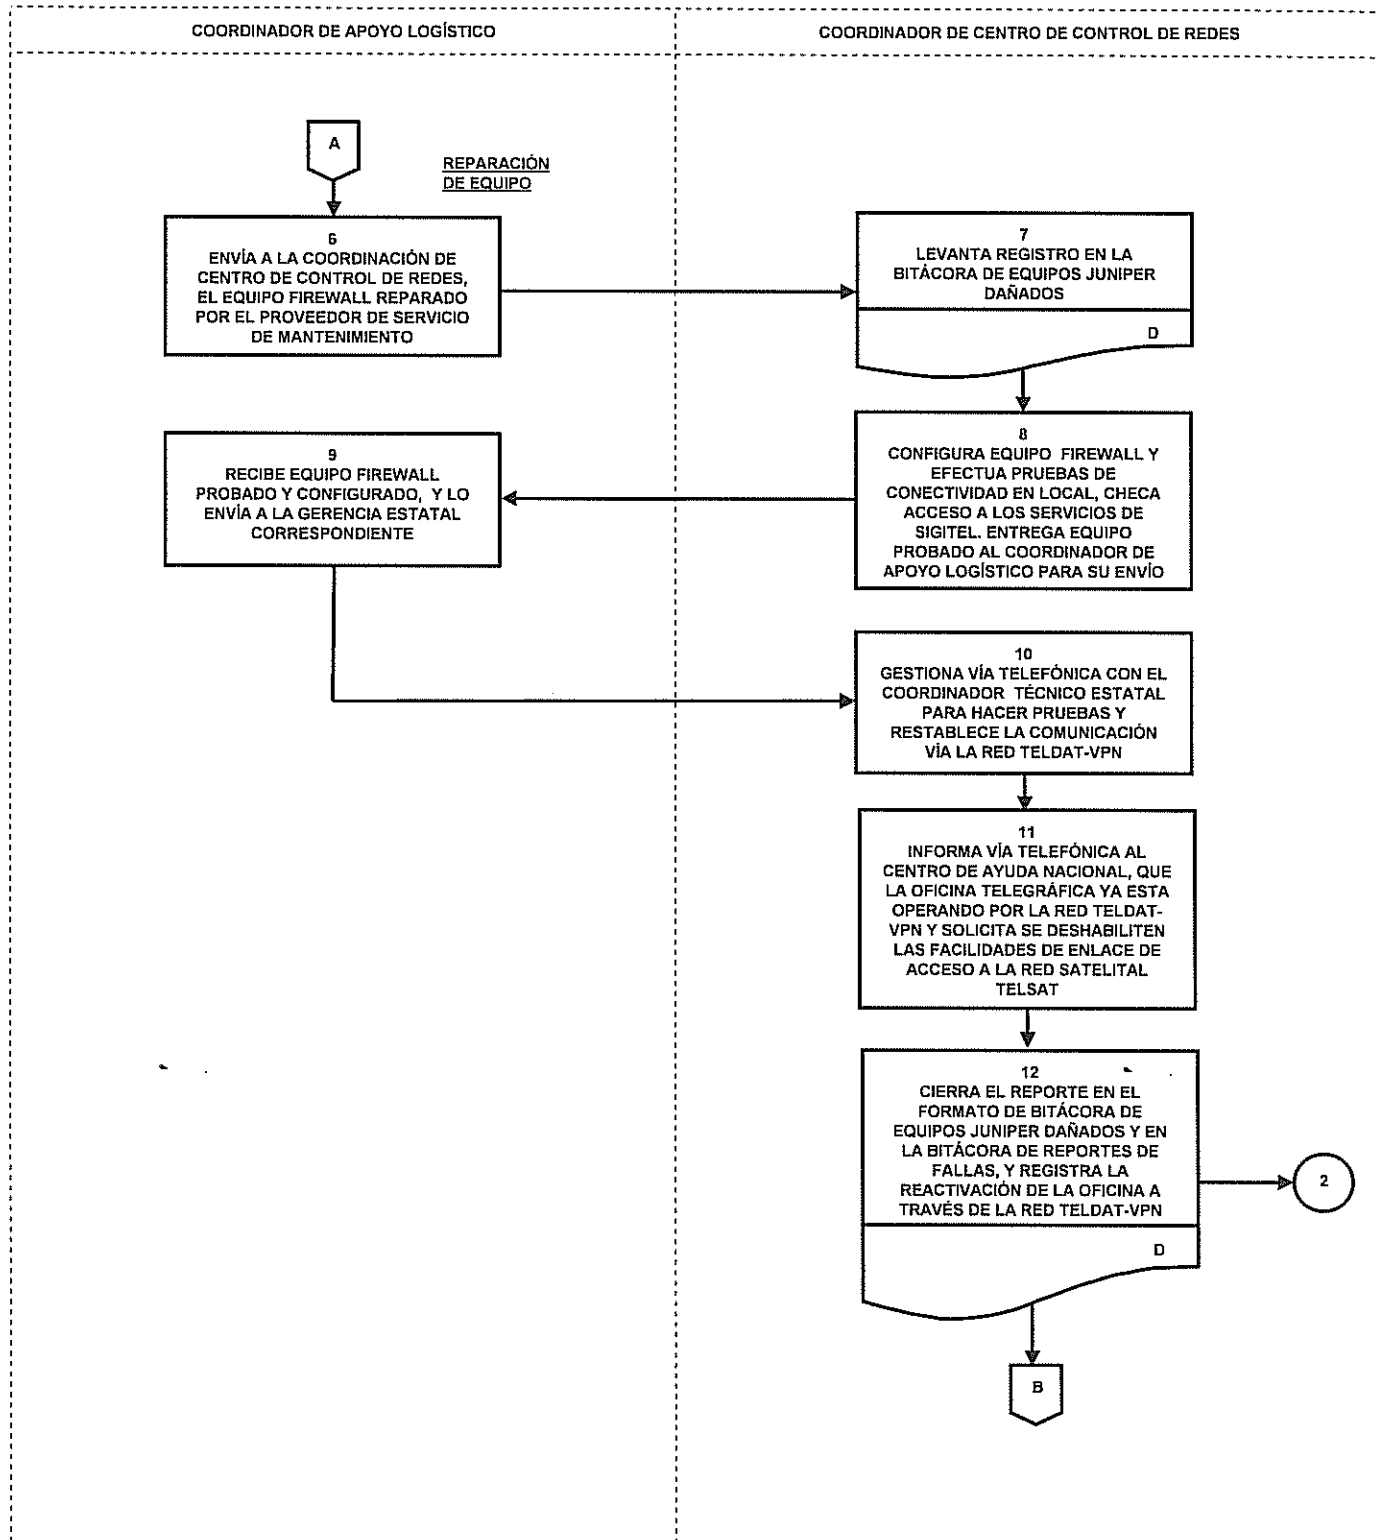 COORDINADOR DE APOYO LOGÍSTICO
COORDINADOR DE CENTRO DE CONTROL DE REDES
A
REPARACIÓN
DE EQUIPO
6
ENVÍA A LA COORDINACIÓN DE
CENTRO DE CONTROL DE REDES,
EL EQUIPO FIREWALL REPARADO
POR EL PROVEEDOR DE SERVICIO
DE MANTENIMIENTO
7
LEVANTA REGISTRO EN LA
BITÁCORA DE EQUIPOS JUNIPER
DAÑADOS
D
8
CONFIGURA EQUIPO FIREWALL Y
EFECTUA PRUEBAS DE
CONECTIVIDAD EN LOCAL, CHECA
ACCESO A LOS SERVICIOS DE
SIGITEL. ENTREGA EQUIPO
PROBADO AL COORDINADOR DE
APOYO LOGÍSTICO PARA SU ENVÍO
9
RECIBE EQUIPO FIREWALL
PROBADO Y CONFIGURADO, Y LO
ENVÍA A LA GERENCIA ESTATAL
CORRESPONDIENTE
10
GESTIONA VÍA TELEFÓNICA CON EL
COORDINADOR TÉCNICO ESTATAL
PARA HACER PRUEBAS Y
RESTABLECE LA COMUNICACIÓN
VÍA LA RED TELDAT-VPN
11
INFORMA VÍA TELEFÓNICA AL
CENTRO DE AYUDA NACIONAL, QUE
LA OFICINA TELEGRÁFICA YA ESTA
OPERANDO POR LA RED TELDAT-
VPN Y SOLICITA SE DESHABILITEN
LAS FACILIDADES DE ENLACE DE
ACCESO A LA RED SATELITAL
TELSAT
12
CIERRA EL REPORTE EN EL
FORMATO DE BITÁCORA DE
EQUIPOS JUNIPER DAÑADOS Y EN
LA BITÁCORA DE REPORTES DE
FALLAS, Y REGISTRA LA
REACTIVACIÓN DE LA OFICINA A
TRAVÉS DE LA RED TELDAT-VPN
2
D
B